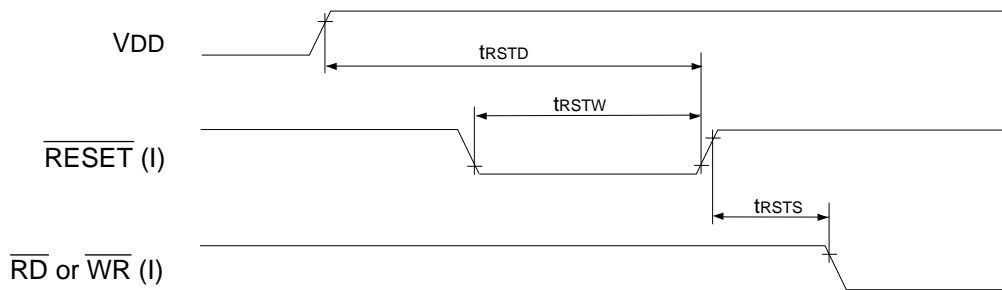 VDD
tRSTD
tRSTW
RESET (I)
tRSTS
RD or WR (I)